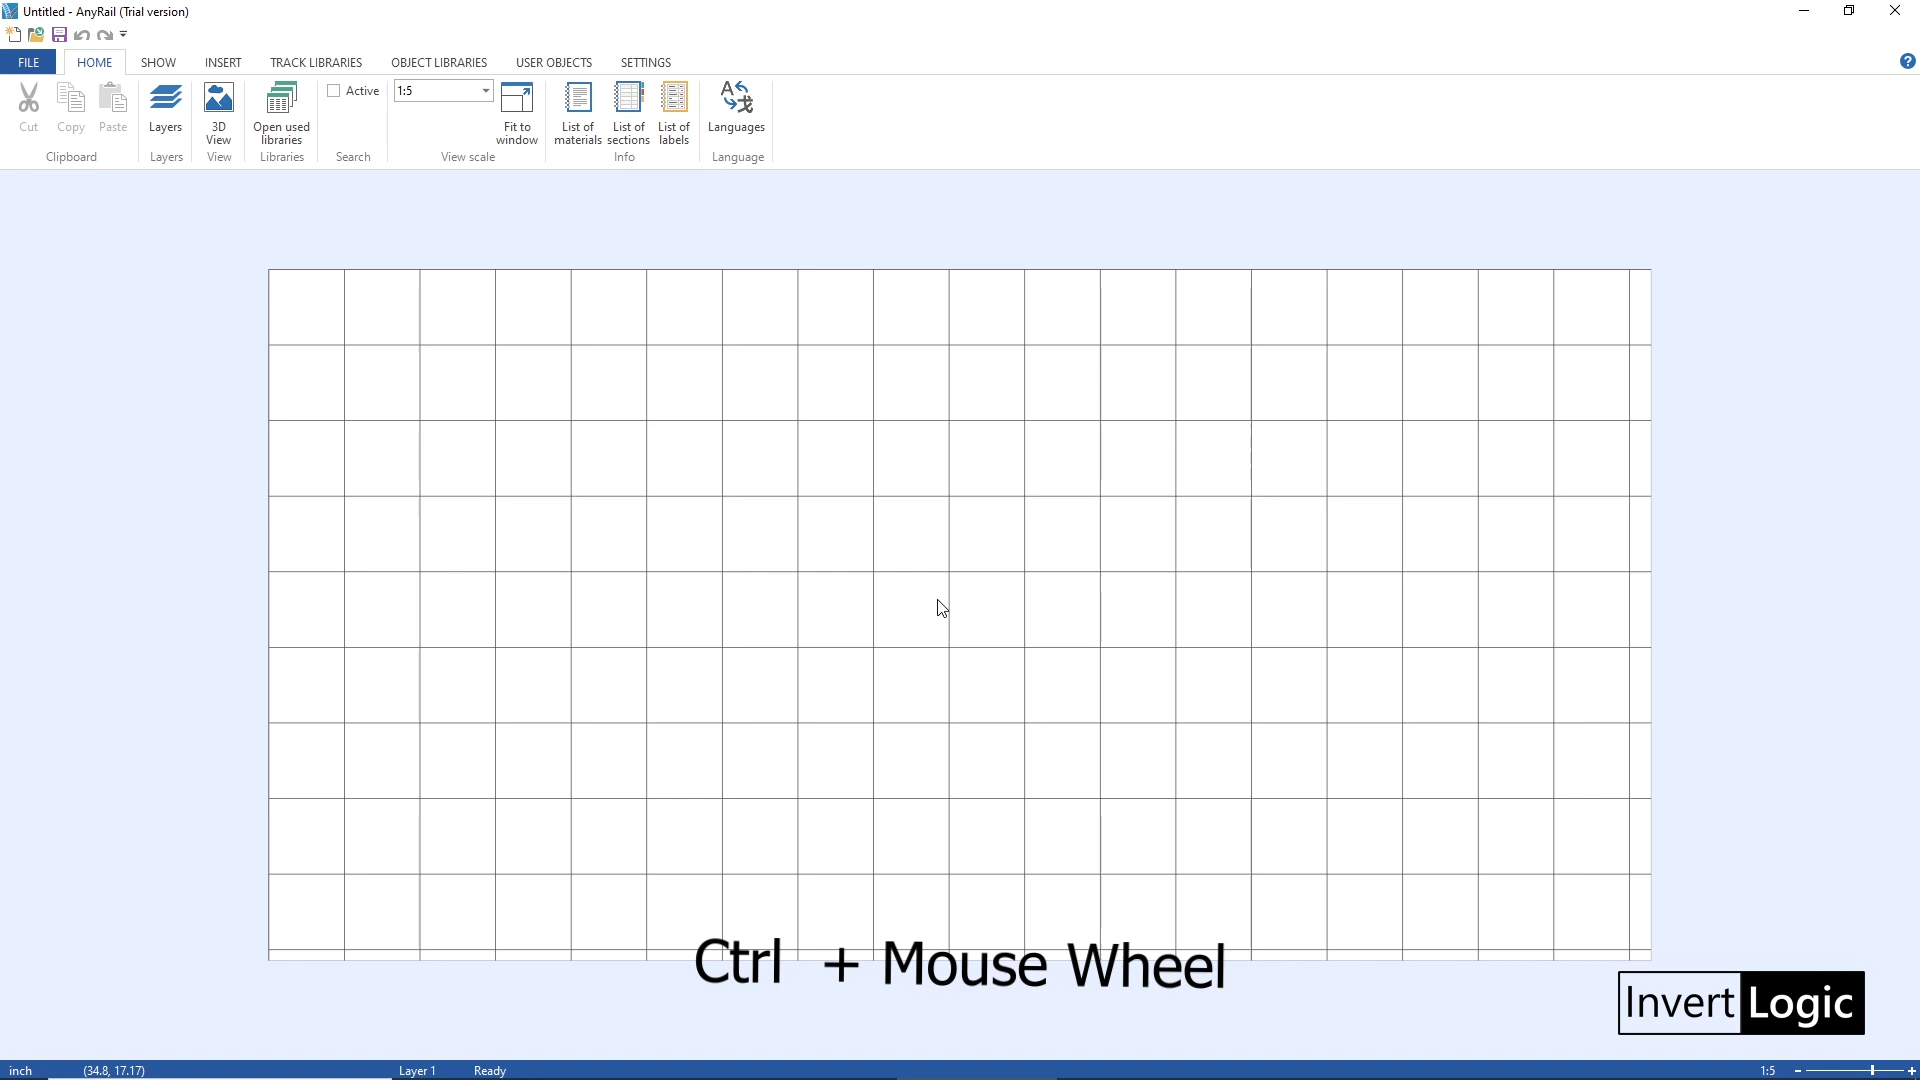 Untitled - AnyRail (Trial version)
FILE HOME SHOW INSERT TRACK LIBRARIES OBJECT LIBRARIES USER OBJECTS SETTINGS
?
Active 1:5
Cut Copy Paste Layers 3D View Open used libraries Fit to window List of materials List of sections List of labels Languages
Clipboard Layers View Libraries Search View scale Info Language
Ctrl + Mouse Wheel
Invert Logic
inch (34.8, 17.17) Layer 1 Ready 1:5